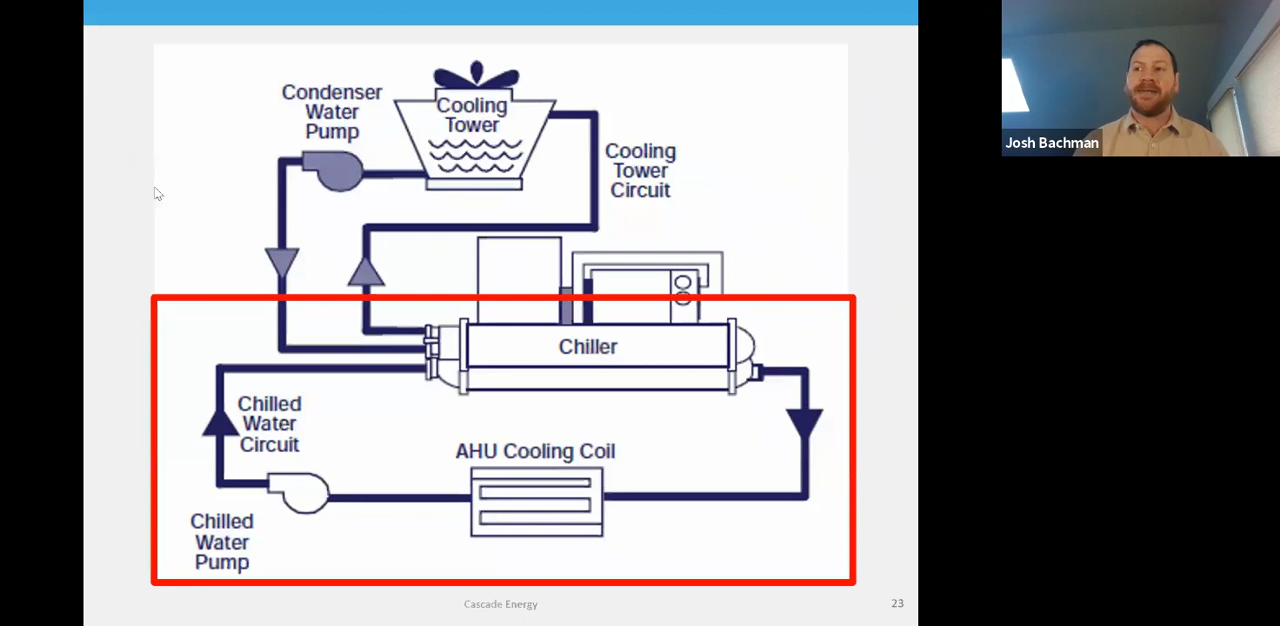 Condenser
Water
Pump
Cooling
Tower
Cooling
Tower
Circuit
Josh Bachman
Chiller
Chilled
Water
Circuit
AHU Cooling Coil
Chilled
Water
Pump
Cascade Energy
23